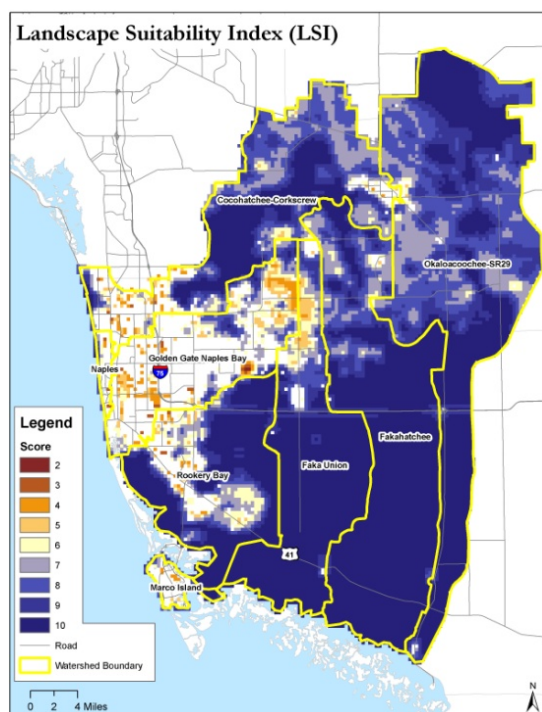 Landscape Suitability Index (LSI)
Cocohatchee-Corkscrew
Okaloacoochee-SR29
Golden Gate Naples Bay
Naples
75
Fakahatchee
Faka Union
Rookery Bay
41
Marco Island
Legend
Score
2
3
4
5
6
7
8
9
10
Road
Watershed Boundary
0 2 4 Miles
N